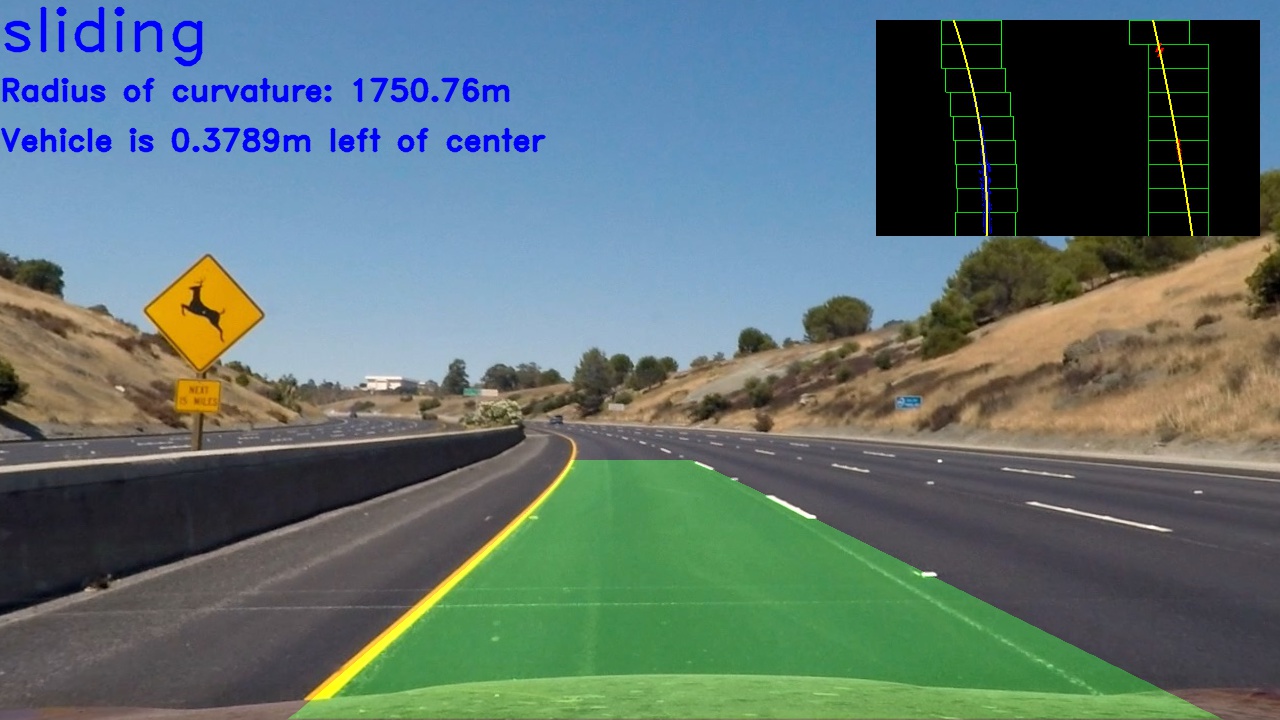 sliding
Radius of curvature: 1750.76m
Vehicle is 0.3789m left of center
NEXT
15 MILES